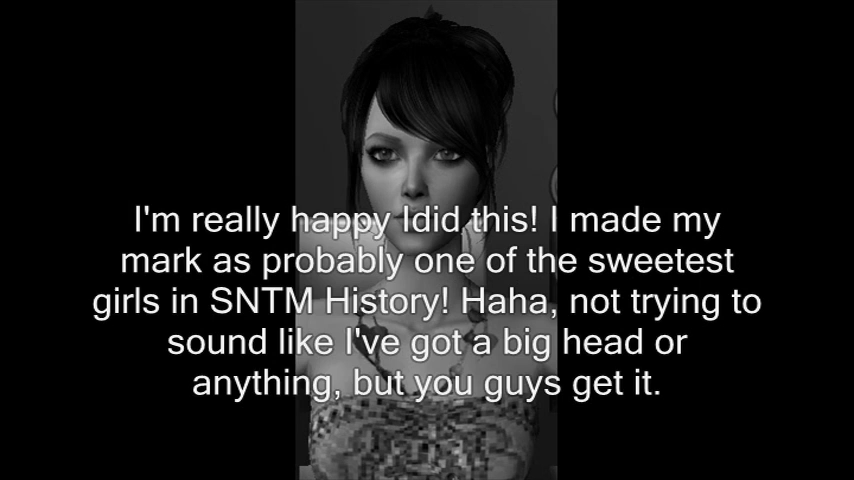 I'm really happy Idid this! I made my
mark as probably one of the sweetest
girls in SNTM History! Haha, not trying to
sound like I've got a big head or
anything, but you guys get it.